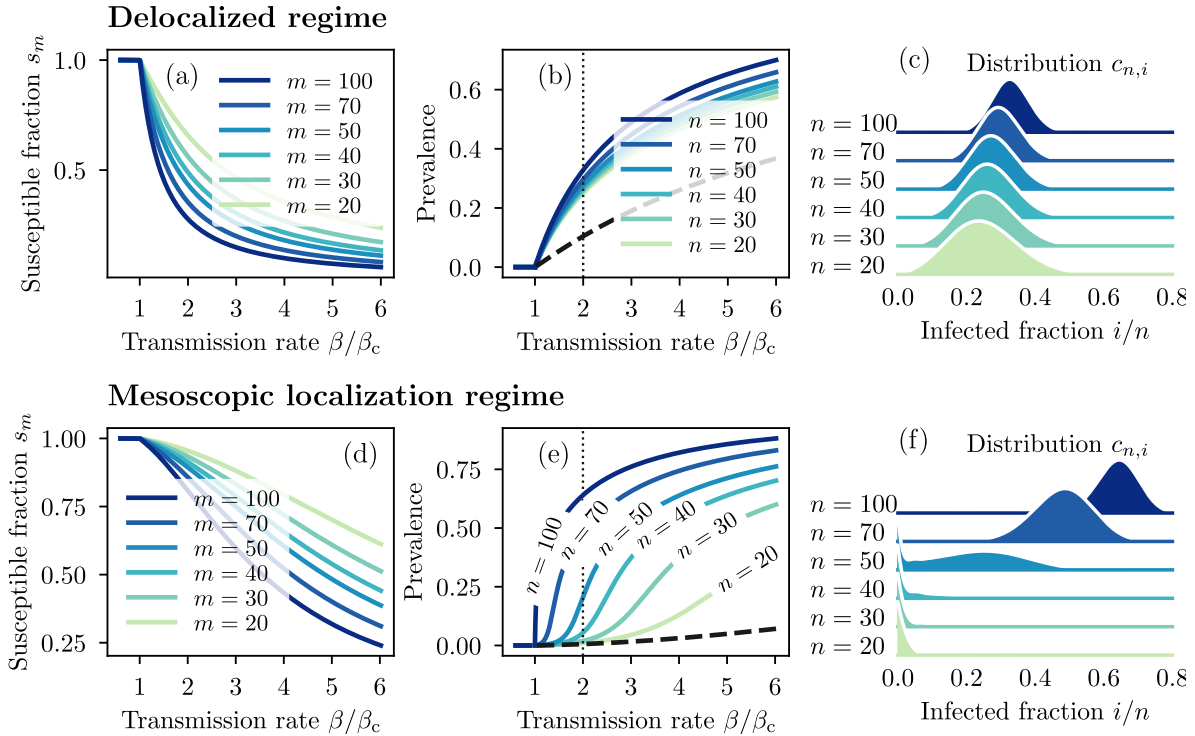 Delocalized regime
Susceptible fraction s_m
1.0
0.5
(a)
m = 100
m = 70
m = 50
m = 40
m = 30
m = 20
1 2 3 4 5 6
Transmission rate β/β_c
Prevalence
0.6
0.4
0.2
0.0
(b)
n = 100
n = 70
n = 50
n = 40
n = 30
n = 20
1 2 3 4 5 6
Transmission rate β/β_c
(c)
Distribution c_{n,i}
n = 100
n = 70
n = 50
n = 40
n = 30
n = 20
0.0 0.2 0.4 0.6 0.8
Infected fraction i/n
Mesoscopic localization regime
Susceptible fraction s_m
1.00
0.75
0.50
0.25
(d)
m = 100
m = 70
m = 50
m = 40
m = 30
m = 20
1 2 3 4 5 6
Transmission rate β/β_c
Prevalence
0.75
0.50
0.25
0.00
(e)
n = 100
n = 70
n = 50
n = 40
n = 30
n = 20
1 2 3 4 5 6
Transmission rate β/β_c
(f)
Distribution c_{n,i}
n = 100
n = 70
n = 50
n = 40
n = 30
n = 20
0.0 0.2 0.4 0.6 0.8
Infected fraction i/n